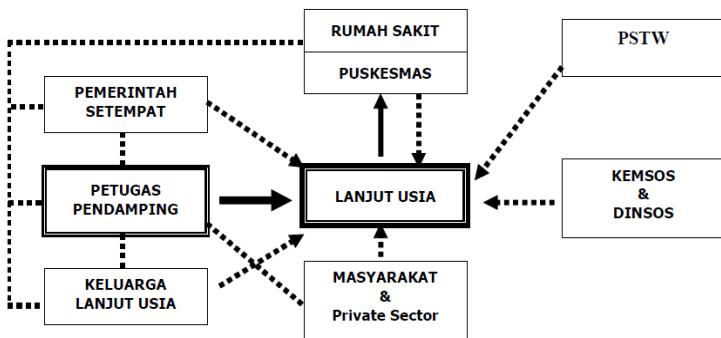 RUMAH SAKIT
PUSKESMAS
PSTW
PEMERINTAH
SETEMPAT
PETUGAS
PENDAMPING
LANJUT USIA
KEMSOS
&
DINSOS
KELUARGA
LANJUT USIA
MASYARAKAT
&
Private Sector